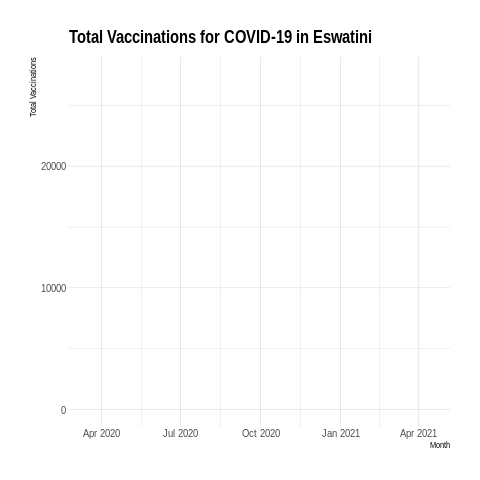 Total Vaccinations for COVID-19 in Eswatini
Total Vaccinations
20000
10000
0
Apr 2020 Jul 2020 Oct 2020 Jan 2021 Apr 2021
Month